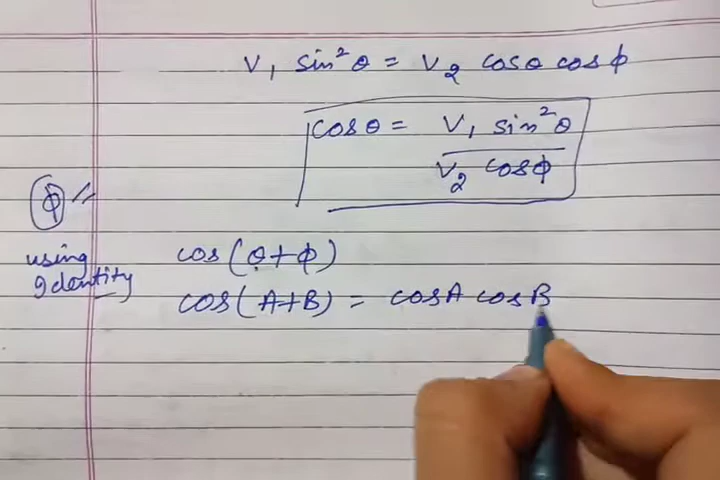 V₁ sin²θ = V₂ cosθ cosϕ
cosθ = V₁ sin²θ / V₂ cosϕ
ϕ =
using cos(θ+ϕ)
Identity cos(A+B) = cosA cosB